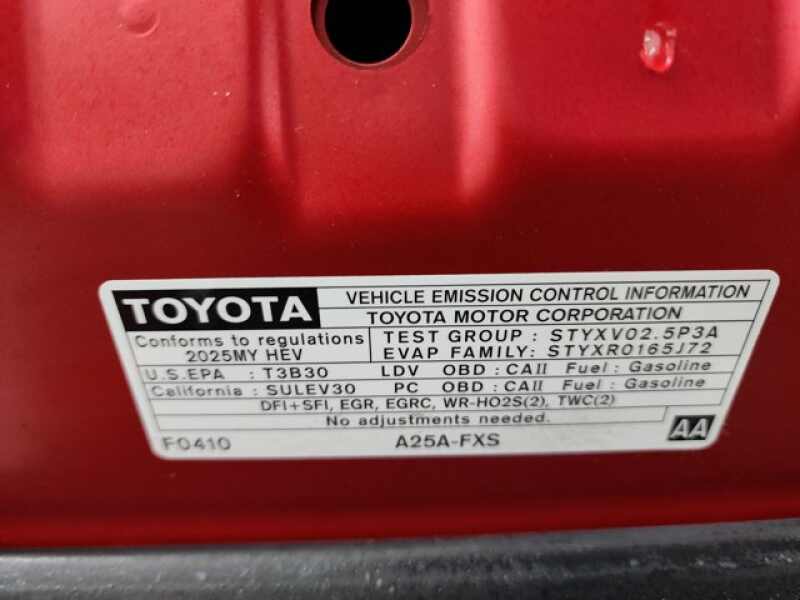 TOYOTA VEHICLE EMISSION CONTROL INFORMATION
TOYOTA MOTOR CORPORATION
Conforms to regulations TEST GROUP : STYXV02.5P3A
2025MY HEV EVAP FAMILY: STYXR0165J72
U.S.EPA : T3B30 LDV OBD : CAII Fuel : Gasoline
California : SULEV30 PC OBD : CAII Fuel : Gasoline
DFI+SFI, EGR, EGRC, WR-HO2S(2), TWC(2)
No adjustments needed.
F0410 A25A-FXS AA